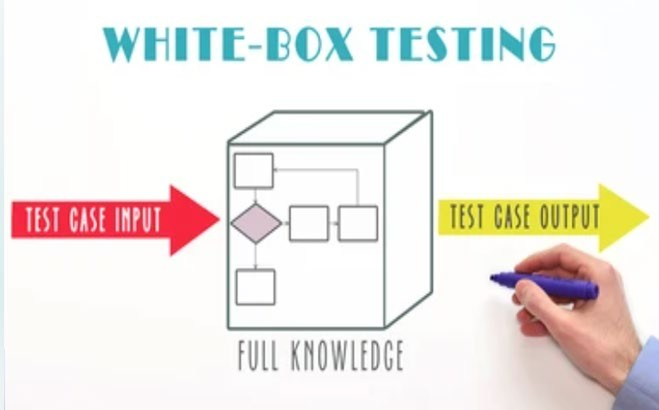 WHITE-BOX TESTING
TEST CASE INPUT
TEST CASE OUTPUT
FULL KNOWLEDGE